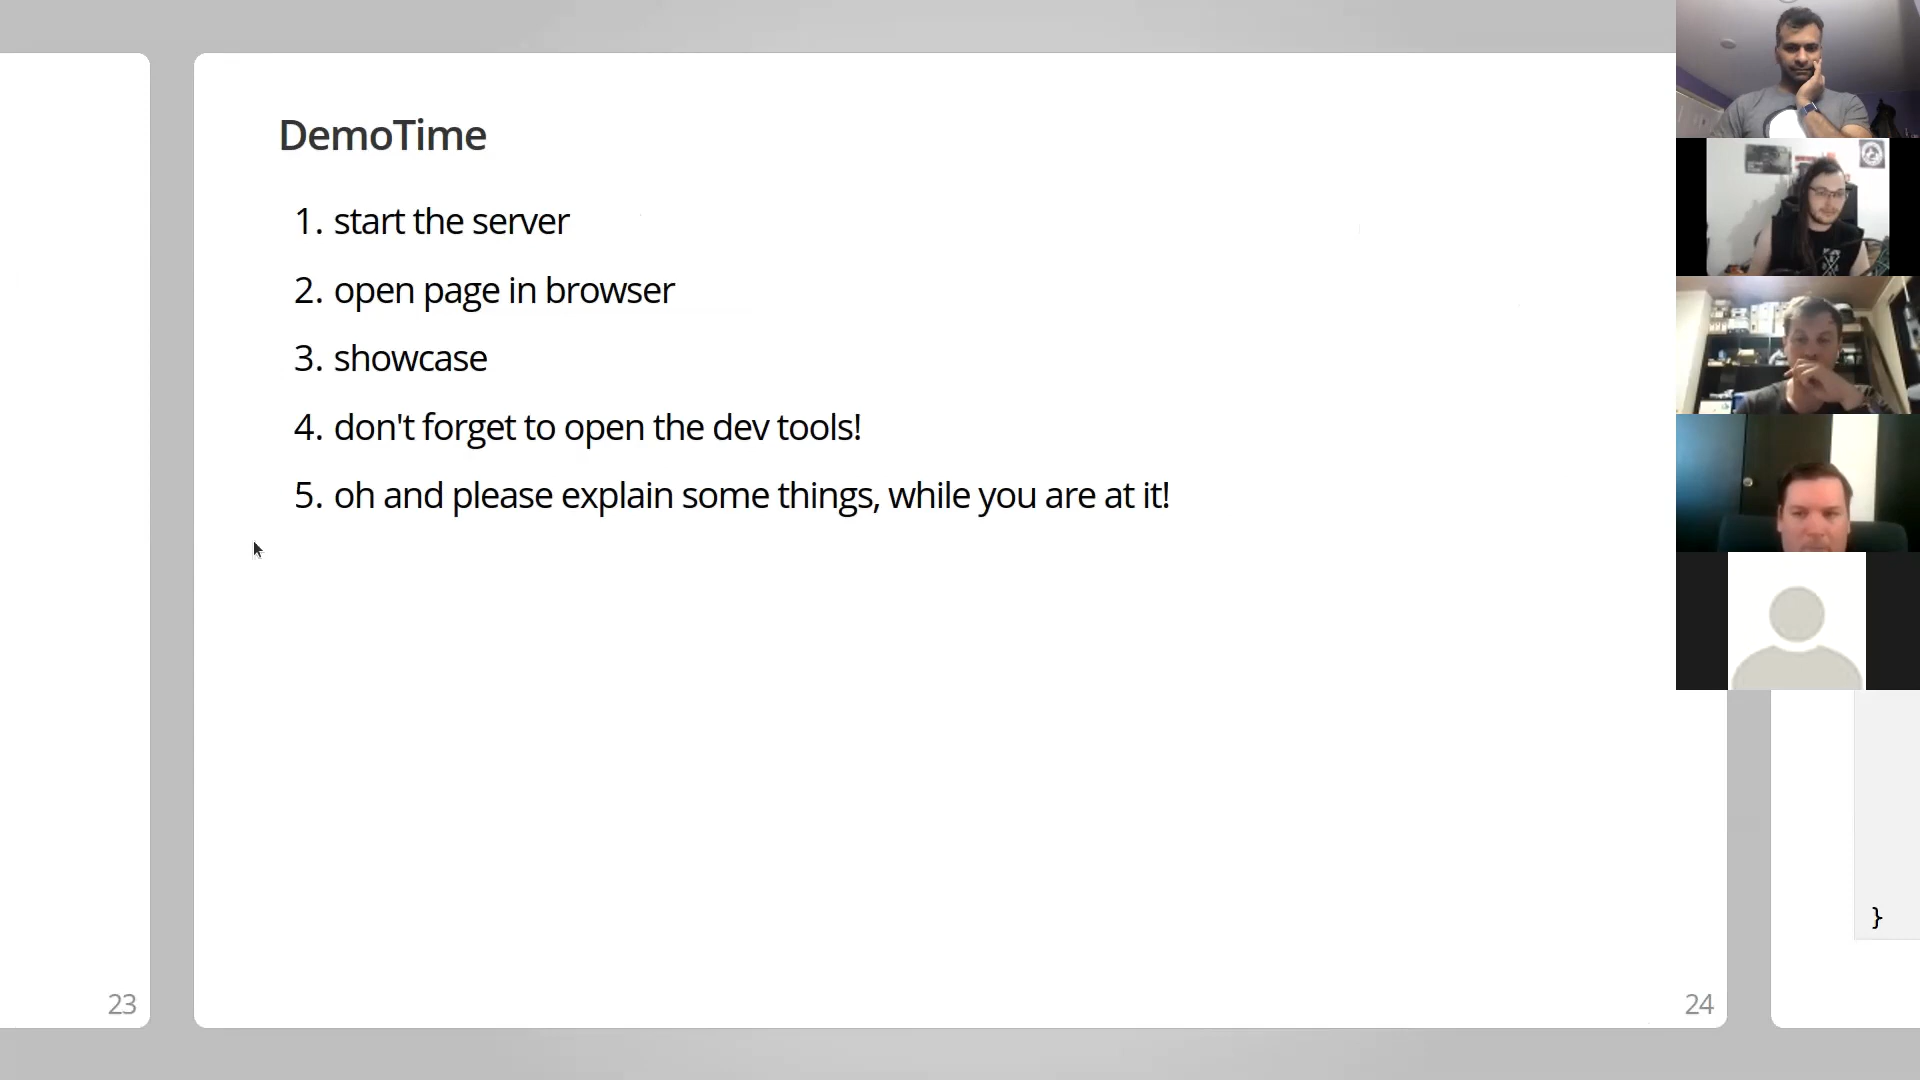 DemoTime
1. start the server
2. open page in browser
3. showcase
4. don't forget to open the dev tools!
5. oh and please explain some things, while you are at it!
}
23
24